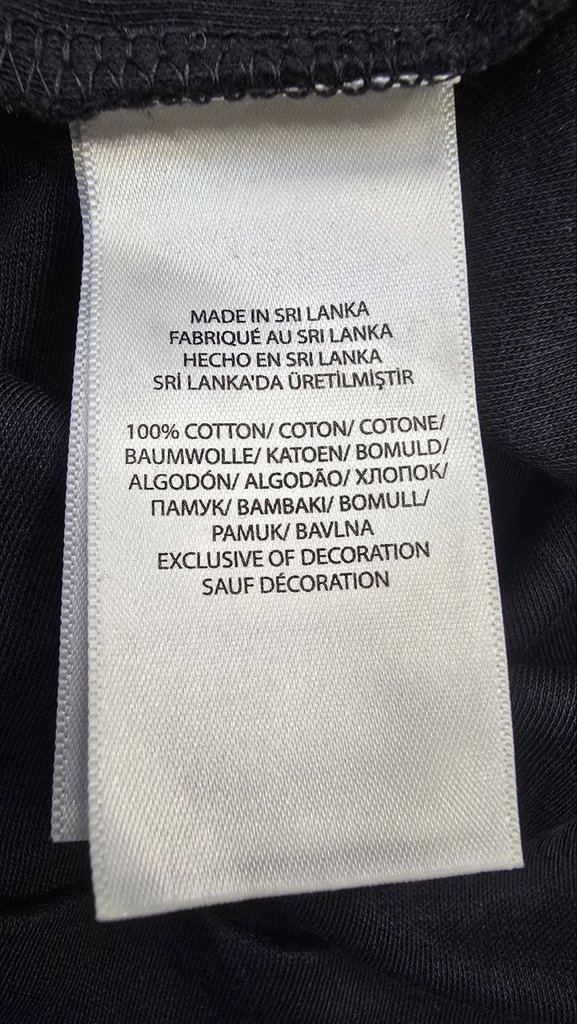 MADE IN SRI LANKA
FABRIQUÉ AU SRI LANKA
HECHO EN SRI LANKA
SRİ LANKA'DA ÜRETİLMİŞTİR
100% COTTON/ COTON/ COTONE/
BAUMWOLLE/ KATOEN/ BOMULD/
ALGODÓN/ ALGODÃO/ ХЛОПОК/
ПАМУК/ ΒΑΜΒΑΚΙ/ BOMULL/
PAMUK/ BAVLNA
EXCLUSIVE OF DECORATION
SAUF DÉCORATION